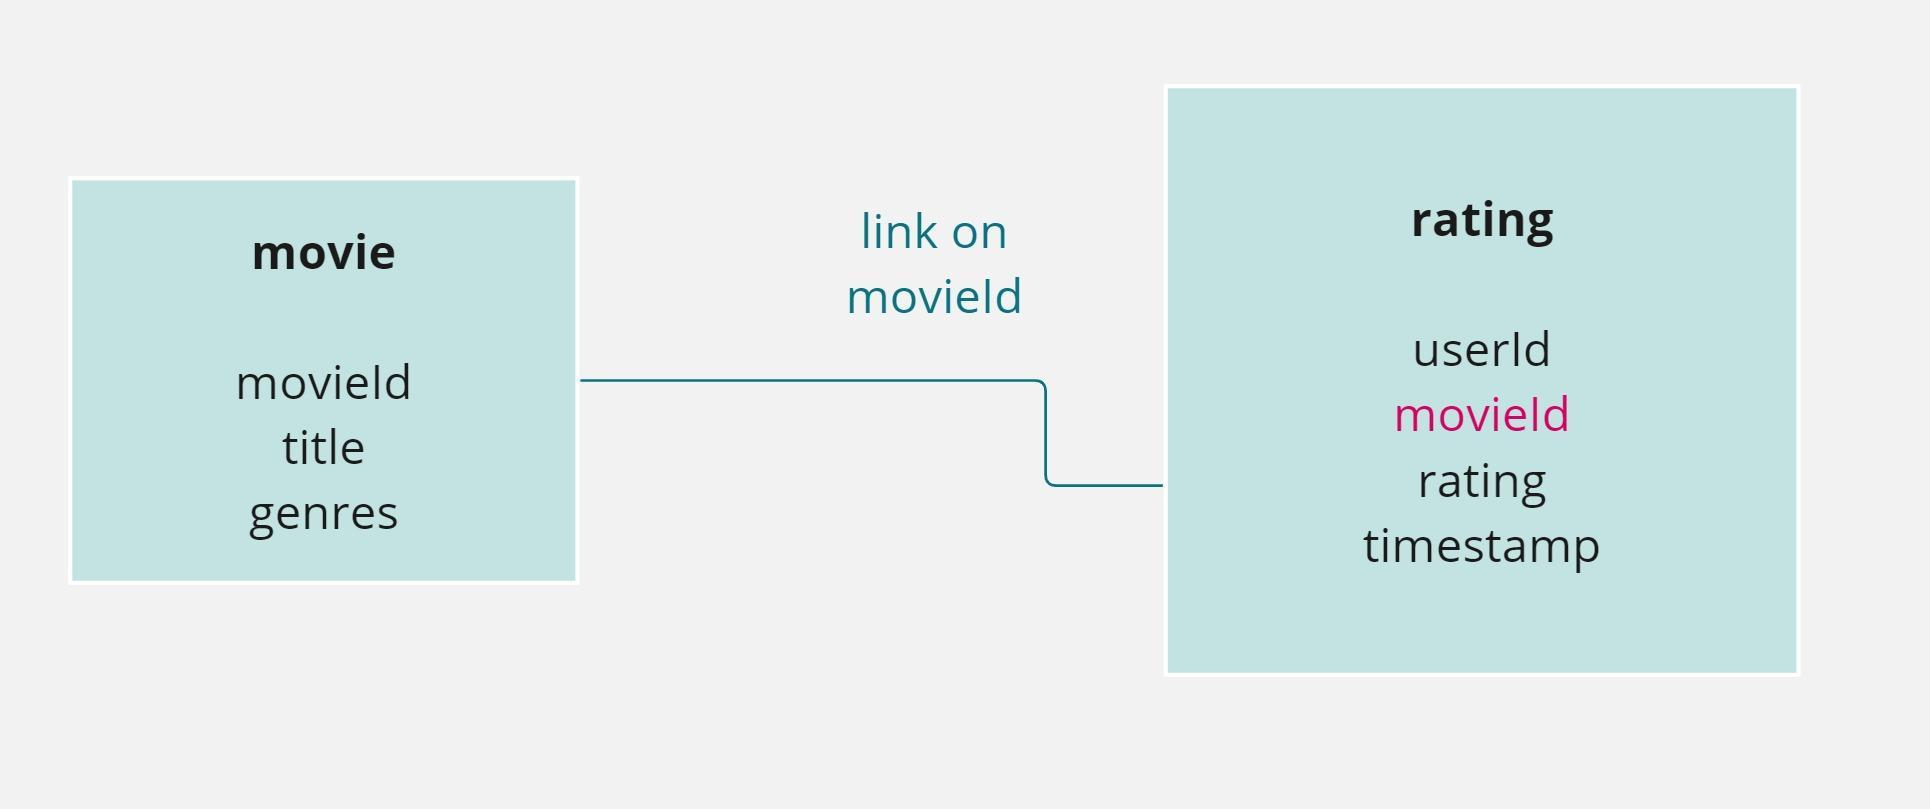 movie
movieId
title
genres
link on
movieId
rating
userId
movieId
rating
timestamp